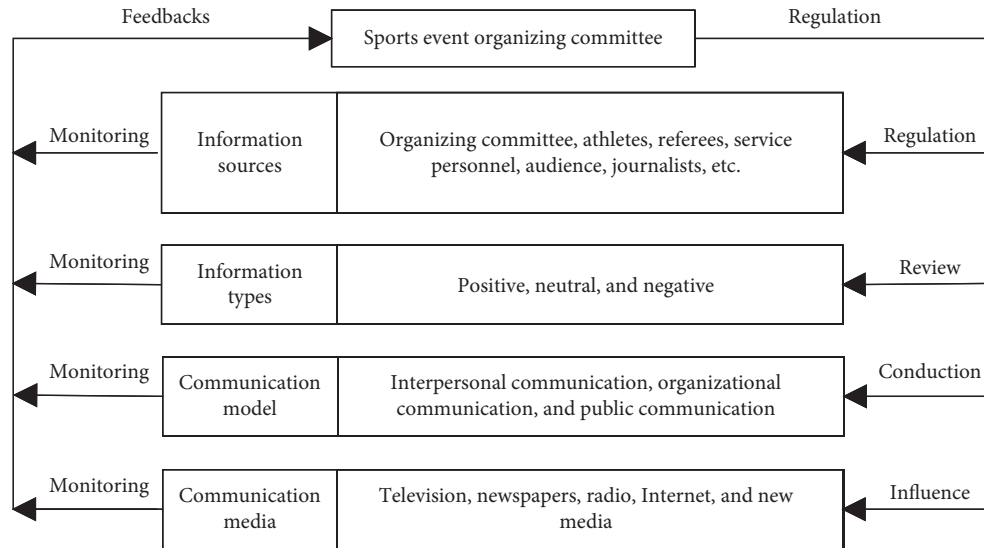 Feedbacks
Sports event organizing committee
Regulation
Monitoring
Information
sources
Organizing committee, athletes, referees, service
personnel, audience, journalists, etc.
Regulation
Monitoring
Information
types
Positive, neutral, and negative
Review
Monitoring
Communication
model
Interpersonal communication, organizational
communication, and public communication
Conduction
Monitoring
Communication
media
Television, newspapers, radio, Internet, and new
media
Influence